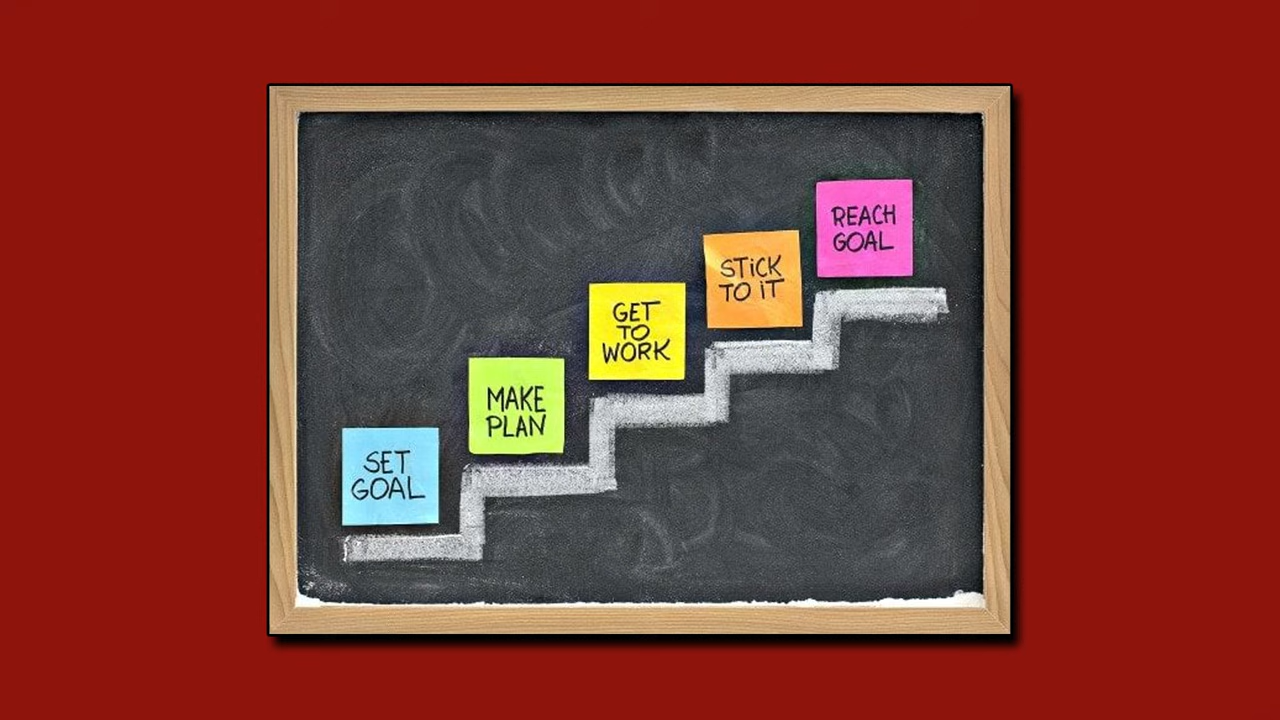 SET
GOAL
MAKE
PLAN
GET
TO
WORK
STiCK
TO iT
REACH
GOAL